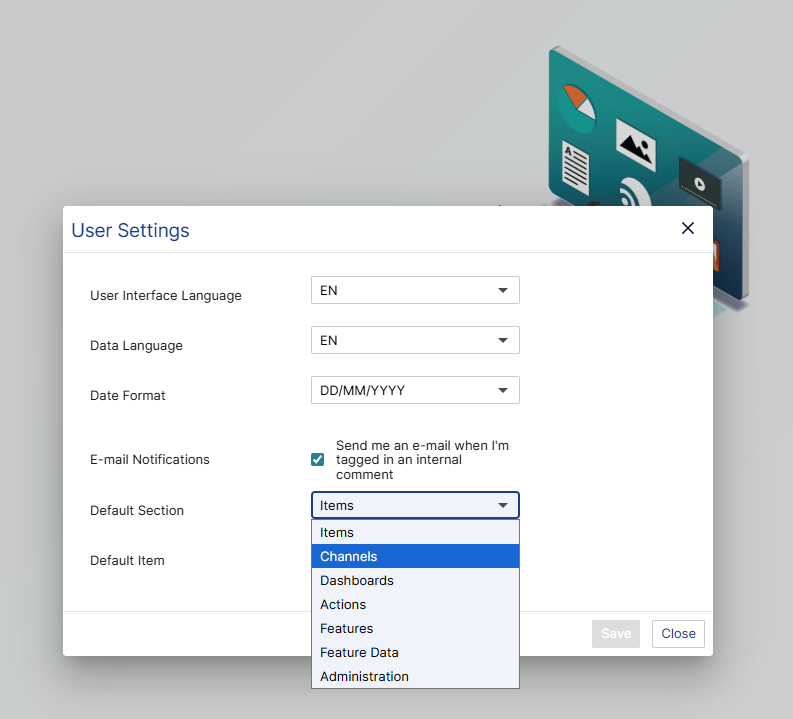 User Settings
User Interface Language
EN
Data Language
EN
Date Format
DD/MM/YYYY
E-mail Notifications
Send me an e-mail when I'm
tagged in an internal
comment
Default Section
Items
Items
Channels
Dashboards
Actions
Features
Feature Data
Administration
Default Item
Save
Close
A